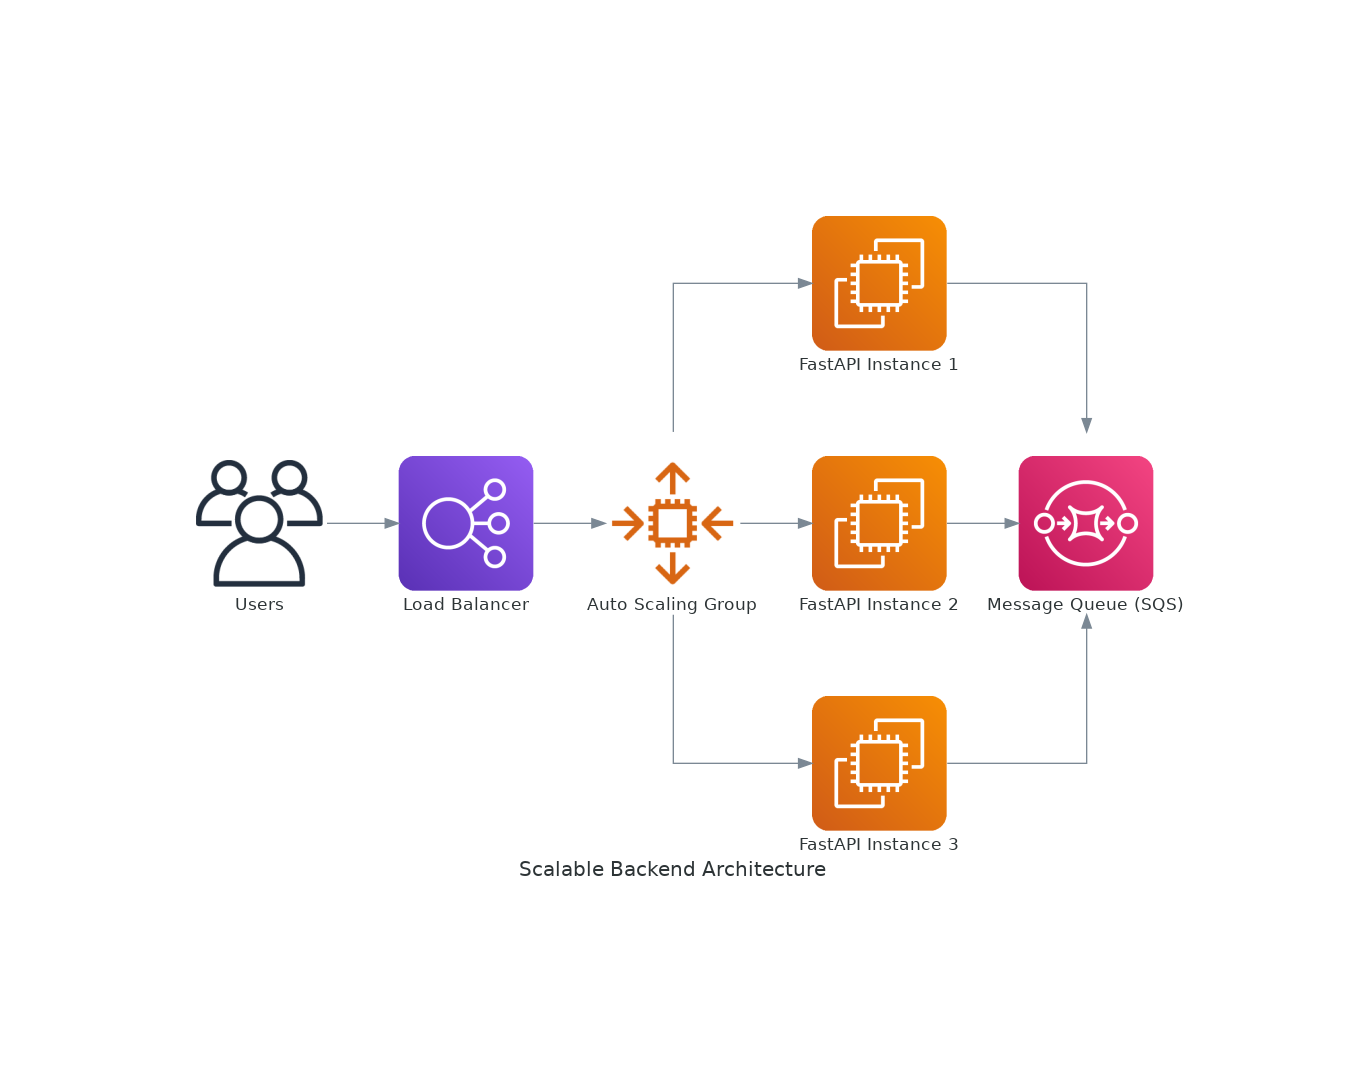 FastAPI Instance 1
Users
Load Balancer
Auto Scaling Group
FastAPI Instance 2
Message Queue (SQS)
FastAPI Instance 3
Scalable Backend Architecture